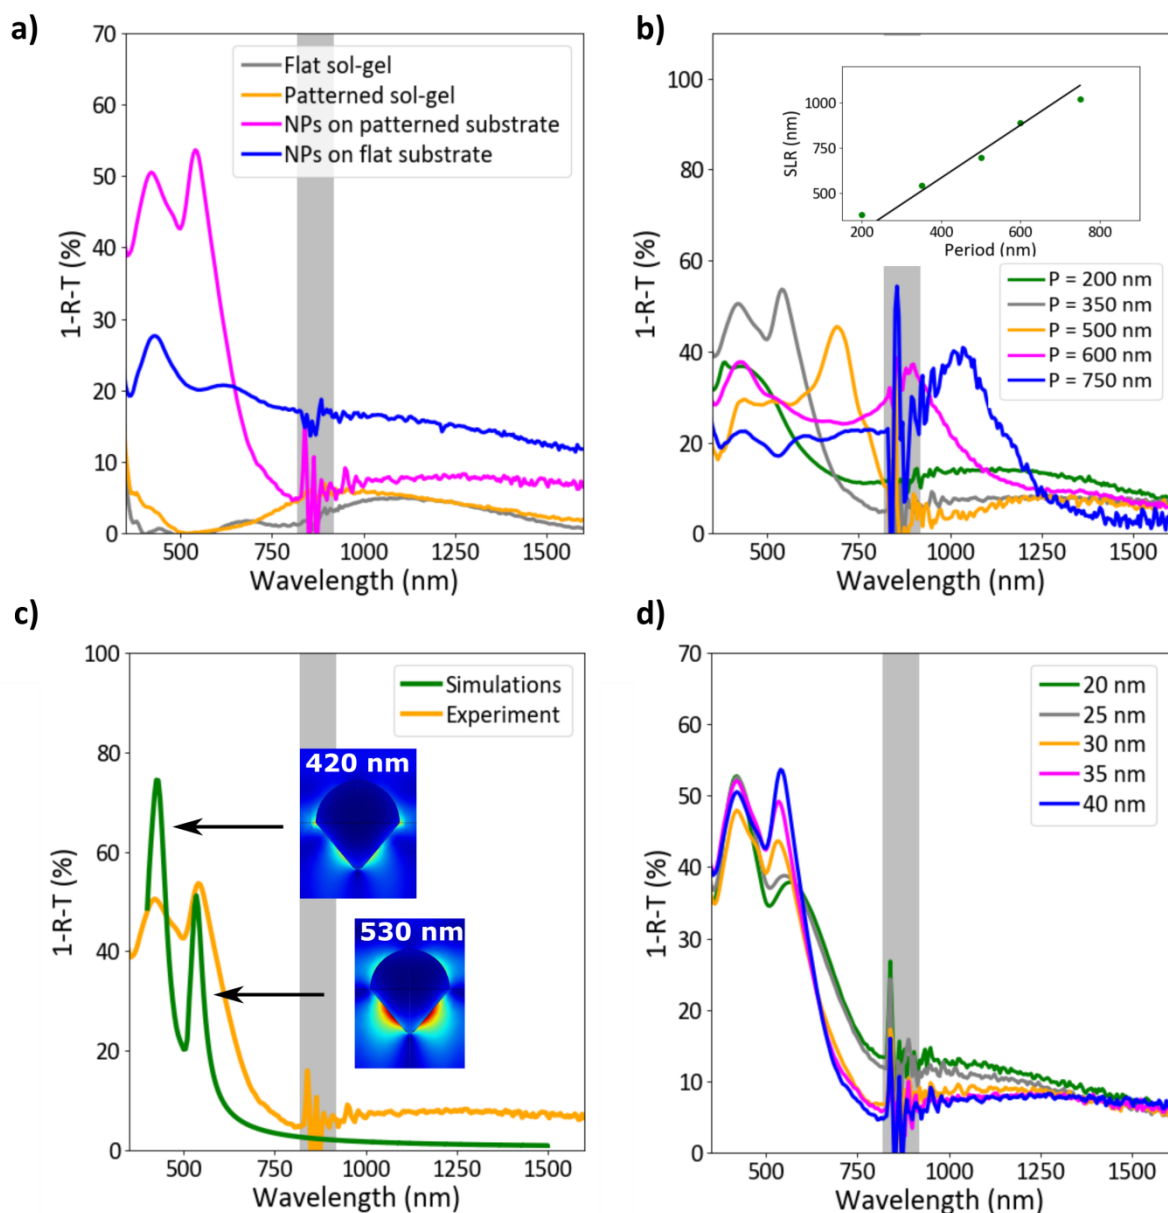 a)
70
60
50
40
30
20
10
0
1-R-T (%)
Flat sol-gel
Patterned sol-gel
NPs on patterned substrate
NPs on flat substrate
500 750 1000 1250 1500
Wavelength (nm)
b)
100
80
60
40
20
0
1-R-T (%)
1000
750
500
SLR (nm)
200 400 600 800
Period (nm)
P = 200 nm
P = 350 nm
P = 500 nm
P = 600 nm
P = 750 nm
500 750 1000 1250 1500
Wavelength (nm)
c)
100
80
60
40
20
0
1-R-T (%)
Simulations
Experiment
420 nm
530 nm
500 750 1000 1250 1500
Wavelength (nm)
d)
70
60
50
40
30
20
10
0
1-R-T (%)
20 nm
25 nm
30 nm
35 nm
40 nm
500 750 1000 1250 1500
Wavelength (nm)